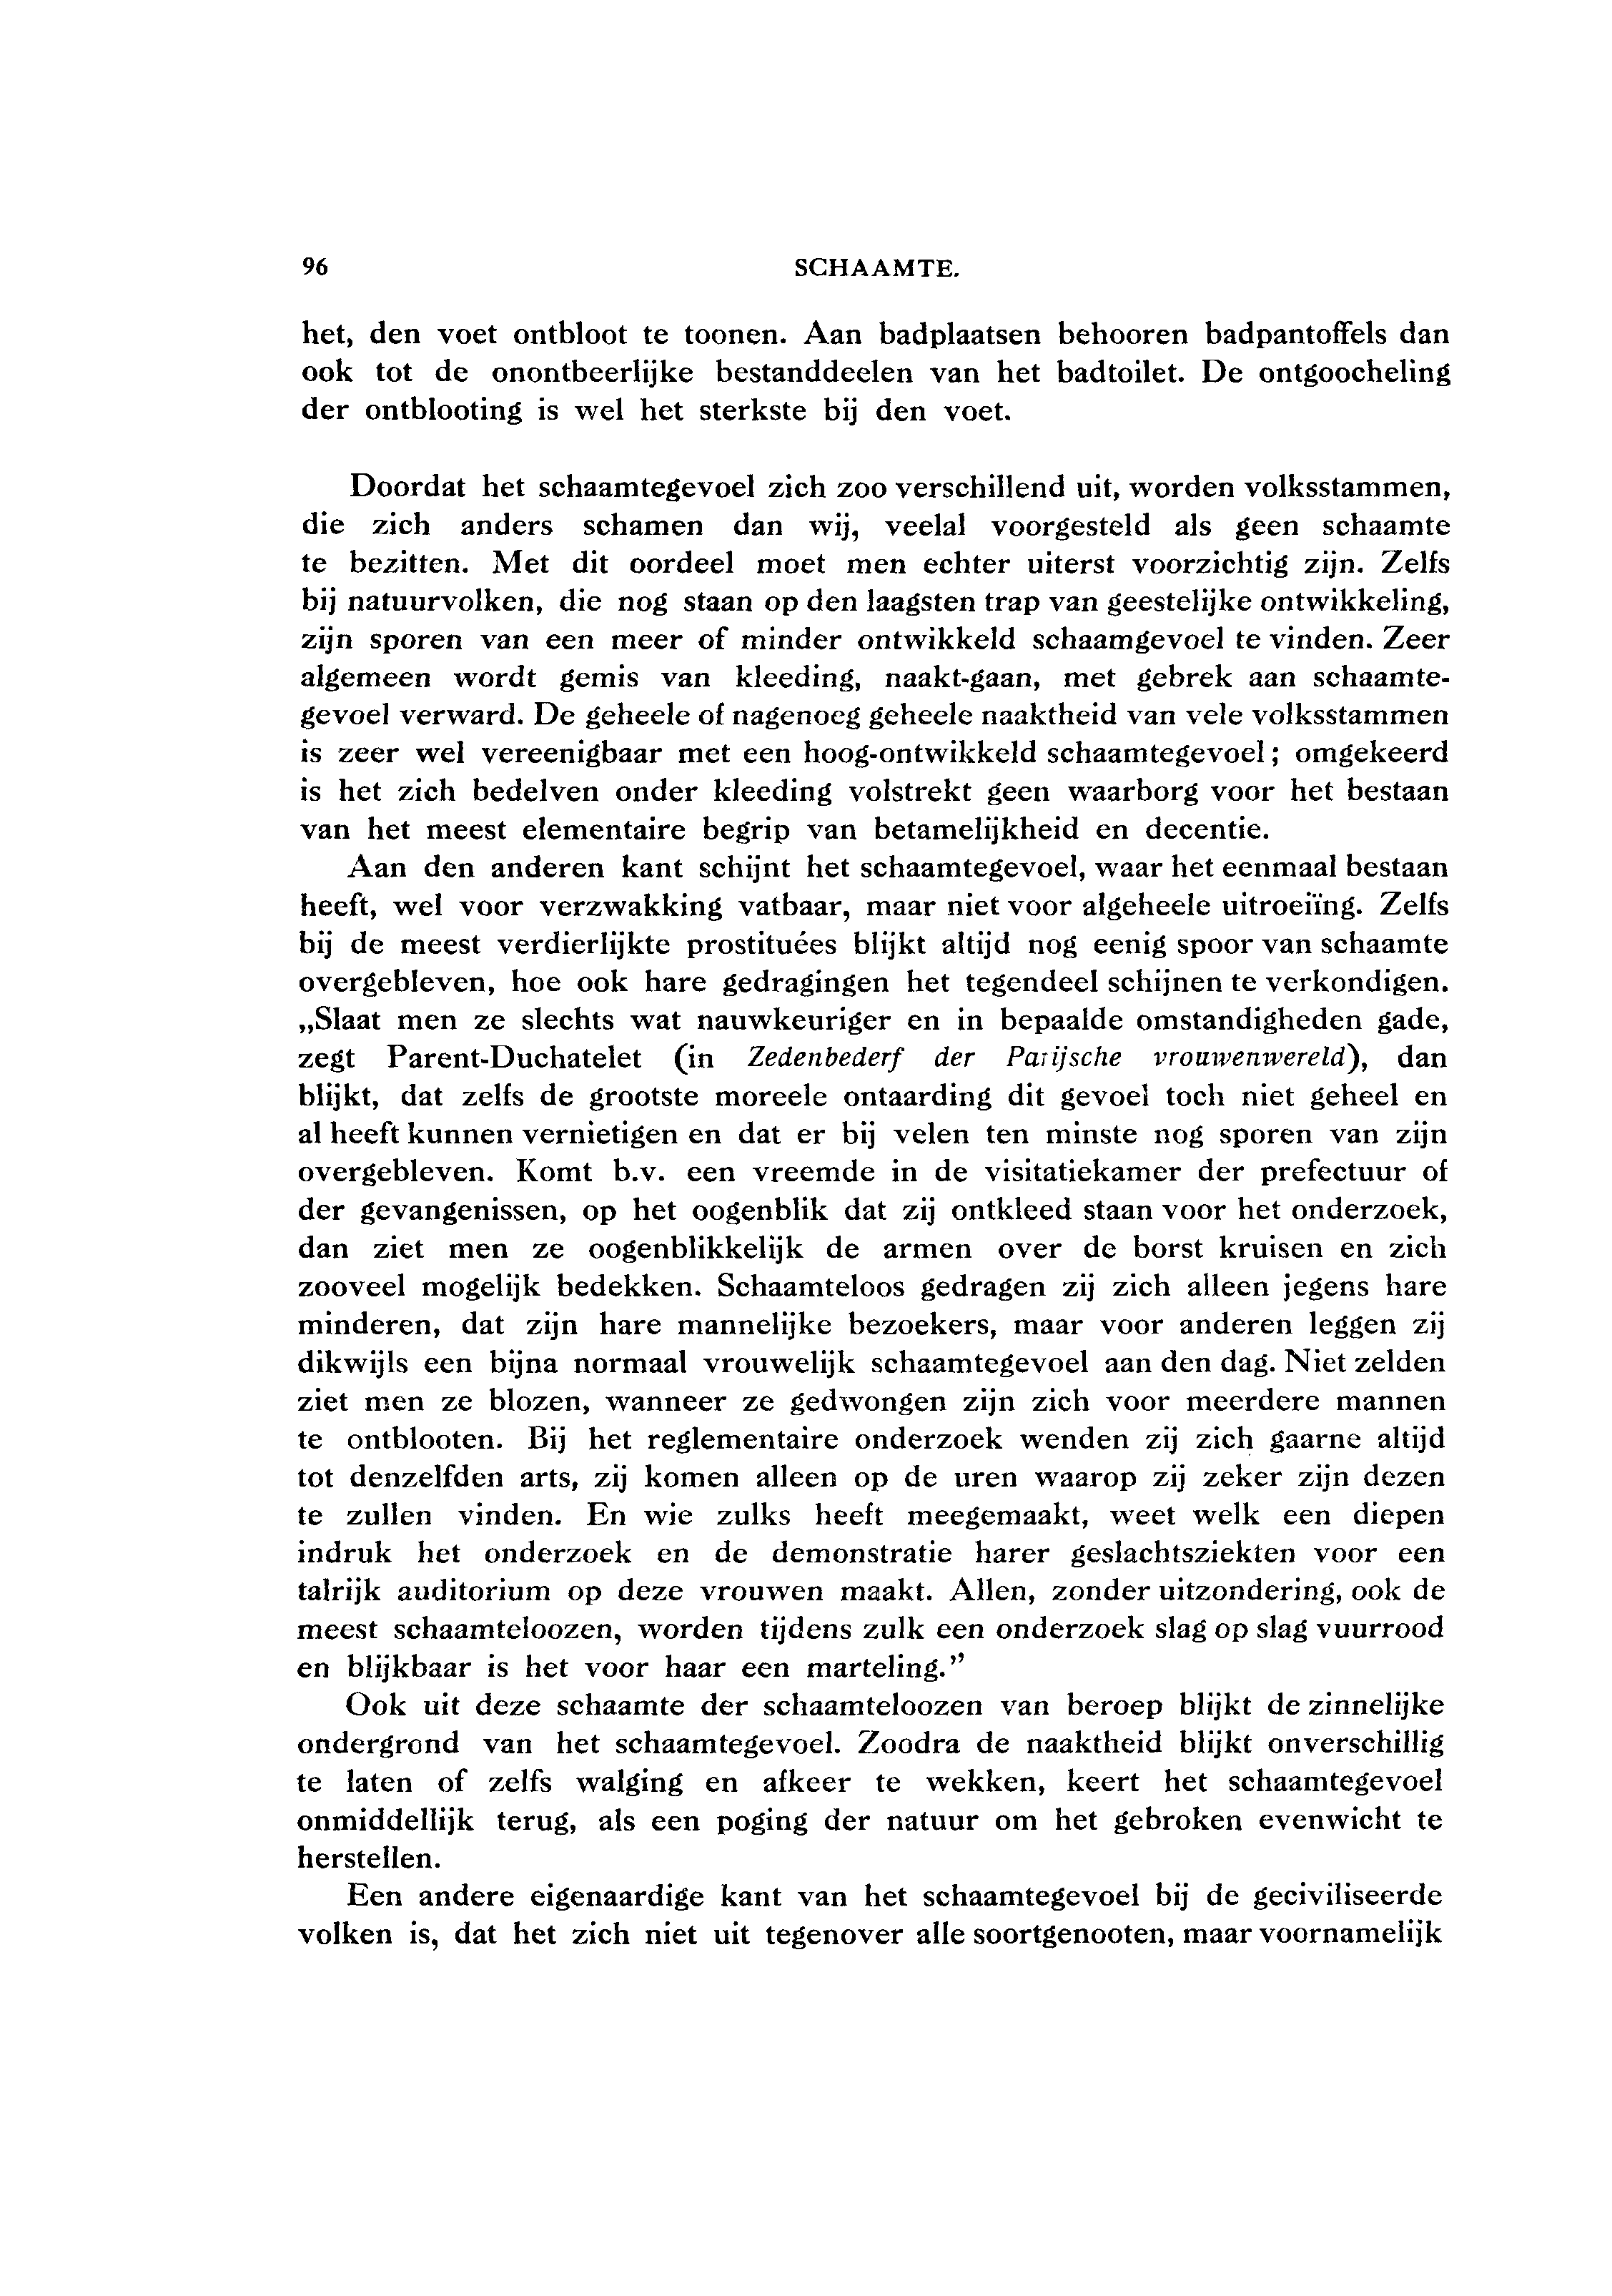 96 SCHAAMTE.
het, den voet ontbloot te toonen. Aan badplaatsen behooren badpantoffels dan
ook tot de onontbeerlijke bestanddeelen van het badtoilet. De ontgoocheling
der ontblooting is wel het sterkste bij den voet.
Doordat het schaamtegevoel zich zoo verschillend uit, worden volksstammen,
die zich anders schamen dan wij, veelal voorgesteld als geen schaamte
te bezitten. Met dit oordeel moet men echter uiterst voorzichtig zijn. Zelfs
bij natuurvolken, die nog staan op den laagsten trap van geestelijke ontwikkeling,
zijn sporen van een meer of minder ontwikkeld schaamgevoel te vinden. Zeer
algemeen wordt gemis van kleeding, naakt-gaan, met gebrek aan schaamte-
gevoel verward. De geheele of nagenoeg geheele naaktheid van vele volksstammen
is zeer wel vereenigbaar met een hoog-ontwikkeld schaamtegevoel; omgekeerd
is het zich bedelven onder kleeding volstrekt geen waarborg voor het bestaan
van het meest elementaire begrip van betamelijkheid en decentie.
Aan den anderen kant schijnt het schaamtegevoel, waar het eenmaal bestaan
heeft, wel voor verzwakking vatbaar, maar niet voor algeheele uitroeiïng. Zelfs
bij de meest verdierlijkte prostituées blijkt altijd nog eenig spoor van schaamte
overgebleven, hoe ook hare gedragingen het tegendeel schijnen te verkondigen.
„Slaat men ze slechts wat nauwkeuriger en in bepaalde omstandigheden gade,
zegt Parent-Duchatelet (in Zedenbederf der Parijsche vrouwenwereld), dan
blijkt, dat zelfs de grootste moreele ontaarding dit gevoel toch niet geheel en
al heeft kunnen vernietigen en dat er bij velen ten minste nog sporen van zijn
overgebleven. Komt b.v. een vreemde in de visitatiekamer der prefectuur of
der gevangenissen, op het oogenblik dat zij ontkleed staan voor het onderzoek,
dan ziet men ze oogenblikkelijk de armen over de borst kruisen en zich
zooveel mogelijk bedekken. Schaamteloos gedragen zij zich alleen jegens hare
minderen, dat zijn hare mannelijke bezoekers, maar voor anderen leggen zij
dikwijls een bijna normaal vrouwelijk schaamtegevoel aan den dag. Niet zelden
ziet men ze blozen, wanneer ze gedwongen zijn zich voor meerdere mannen
te ontblooten. Bij het reglementaire onderzoek wenden zij zich gaarne altijd
tot denzelfden arts, zij komen alleen op de uren waarop zij zeker zijn dezen
te zullen vinden. En wie zulks heeft meegemaakt, weet welk een diepen
indruk het onderzoek en de demonstratie harer geslachtsziekten voor een
talrijk auditorium op deze vrouwen maakt. Allen, zonder uitzondering, ook de
meest schaamteloozen, worden tijdens zulk een onderzoek slag op slag vuurrood
en blijkbaar is het voor haar een marteling.”
Ook uit deze schaamte der schaamteloozen van beroep blijkt de zinnelijke
ondergrond van het schaamtegevoel. Zoodra de naaktheid blijkt onverschillig
te laten of zelfs walging en afkeer te wekken, keert het schaamtegevoel
onmiddellijk terug, als een poging der natuur om het gebroken evenwicht te
herstellen.
Een andere eigenaardige kant van het schaamtegevoel bij de geciviliseerde
volken is, dat het zich niet uit tegenover alle soortgenooten, maar voornamelijk